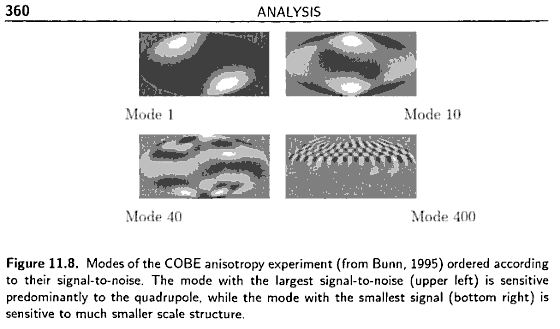 360
ANALYSIS
Mode 1
Mode 10
Mode 40
Mode 400
Figure 11.8. Modes of the COBE anisotropy experiment (from Bunn, 1995) ordered according
to their signal-to-noise. The mode with the largest signal-to-noise (upper left) is sensitive
predominantly to the quadrupole, while the mode with the smallest signal (bottom right) is
sensitive to much smaller scale structure.